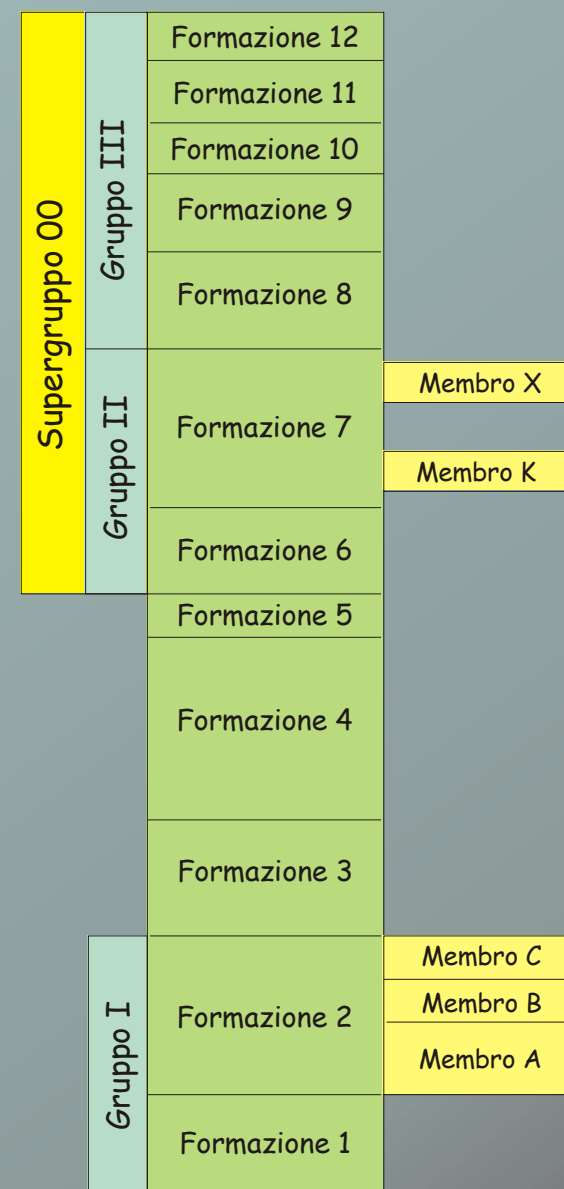 Supergruppo 00
Gruppo III
Formazione 12
Formazione 11
Formazione 10
Formazione 9
Formazione 8
Gruppo II
Formazione 7
Membro X
Membro K
Formazione 6
Formazione 5
Formazione 4
Formazione 3
Gruppo I
Formazione 2
Membro C
Membro B
Membro A
Formazione 1